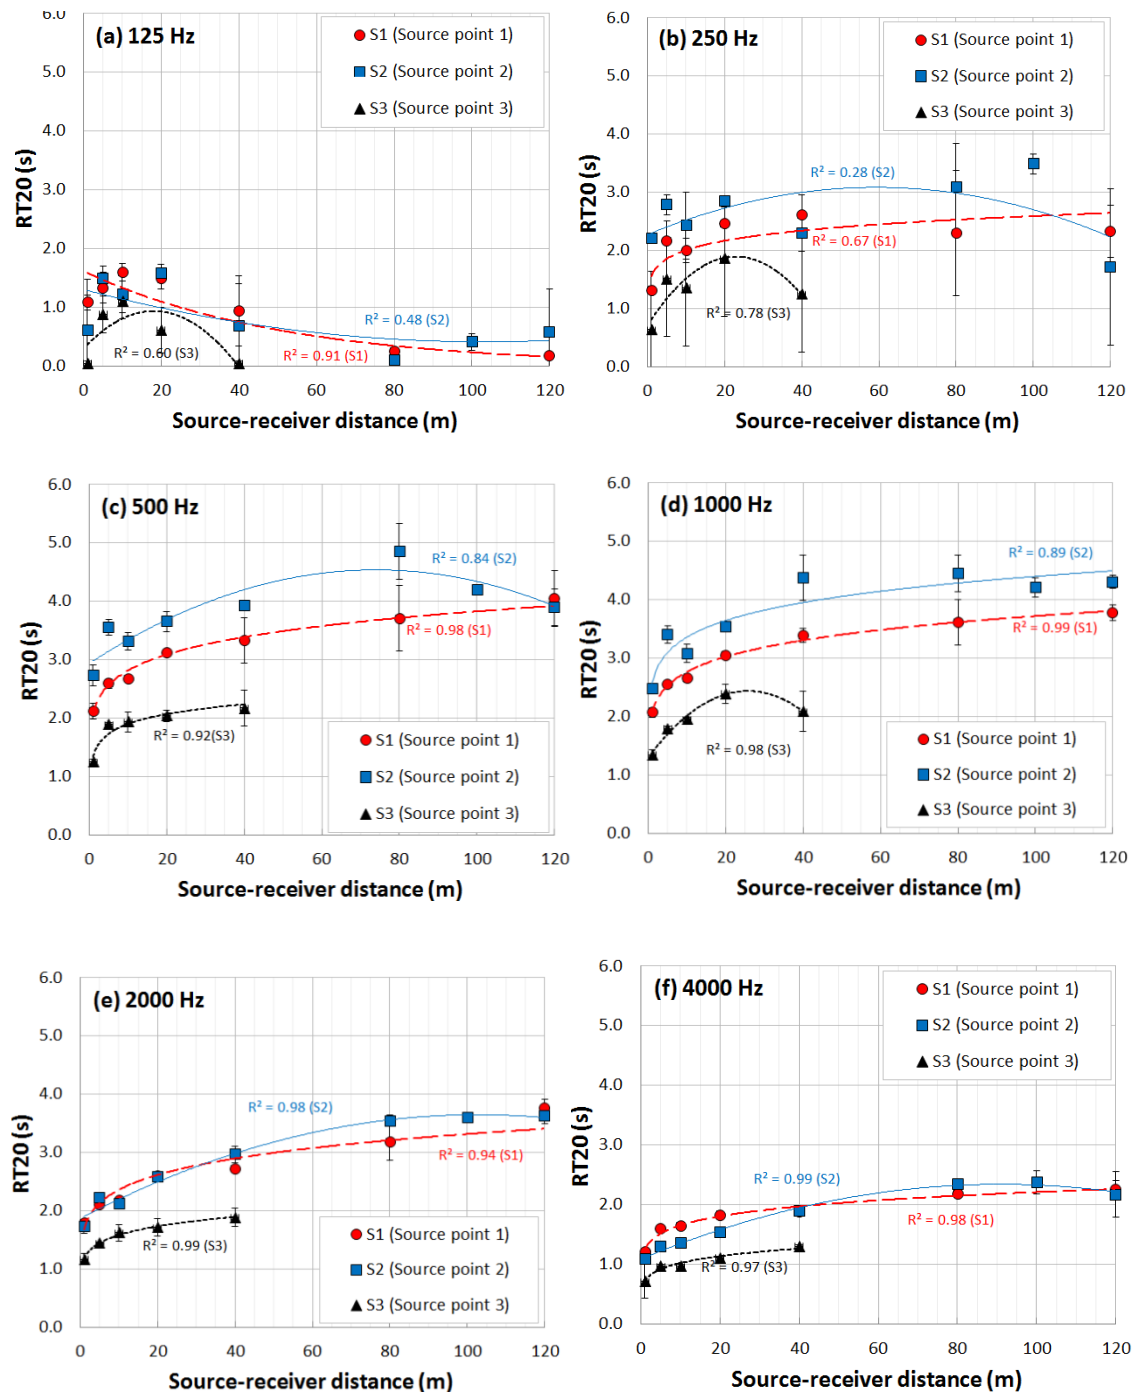 (a) 125 Hz
S1 (Source point 1)
S2 (Source point 2)
S3 (Source point 3)
6.0
5.0
4.0
3.0
2.0
1.0
0.0
RT20 (s)
R² = 0.48 (S2)
R² = 0.60 (S3)
R² = 0.91 (S1)
0 20 40 60 80 100 120
Source-receiver distance (m)
(b) 250 Hz
S1 (Source point 1)
S2 (Source point 2)
S3 (Source point 3)
6.0
5.0
4.0
3.0
2.0
1.0
0.0
RT20 (s)
R² = 0.28 (S2)
R² = 0.67 (S1)
R² = 0.78 (S3)
0 20 40 60 80 100 120
Source-receiver distance (m)
(c) 500 Hz
6.0
5.0
4.0
3.0
2.0
1.0
0.0
RT20 (s)
R² = 0.84 (S2)
R² = 0.98 (S1)
R² = 0.92(S3)
S1 (Source point 1)
S2 (Source point 2)
S3 (Source point 3)
0 20 40 60 80 100 120
Source-receiver distance (m)
(d) 1000 Hz
6.0
5.0
4.0
3.0
2.0
1.0
0.0
RT20 (s)
R² = 0.89 (S2)
R² = 0.99 (S1)
R² = 0.98 (S3)
S1 (Source point 1)
S2 (Source point 2)
S3 (Source point 3)
0 20 40 60 80 100 120
Source-receiver distance (m)
(e) 2000 Hz
6.0
5.0
4.0
3.0
2.0
1.0
0.0
RT20 (s)
R² = 0.98 (S2)
R² = 0.94 (S1)
R² = 0.99 (S3)
S1 (Source point 1)
S2 (Source point 2)
S3 (Source point 3)
0 20 40 60 80 100 120
Source-receiver distance (m)
(f) 4000 Hz
S1 (Source point 1)
S2 (Source point 2)
S3 (Source point 3)
6.0
5.0
4.0
3.0
2.0
1.0
0.0
RT20 (s)
R² = 0.99 (S2)
R² = 0.98 (S1)
R² = 0.97 (S3)
0 20 40 60 80 100 120
Source-receiver distance (m)